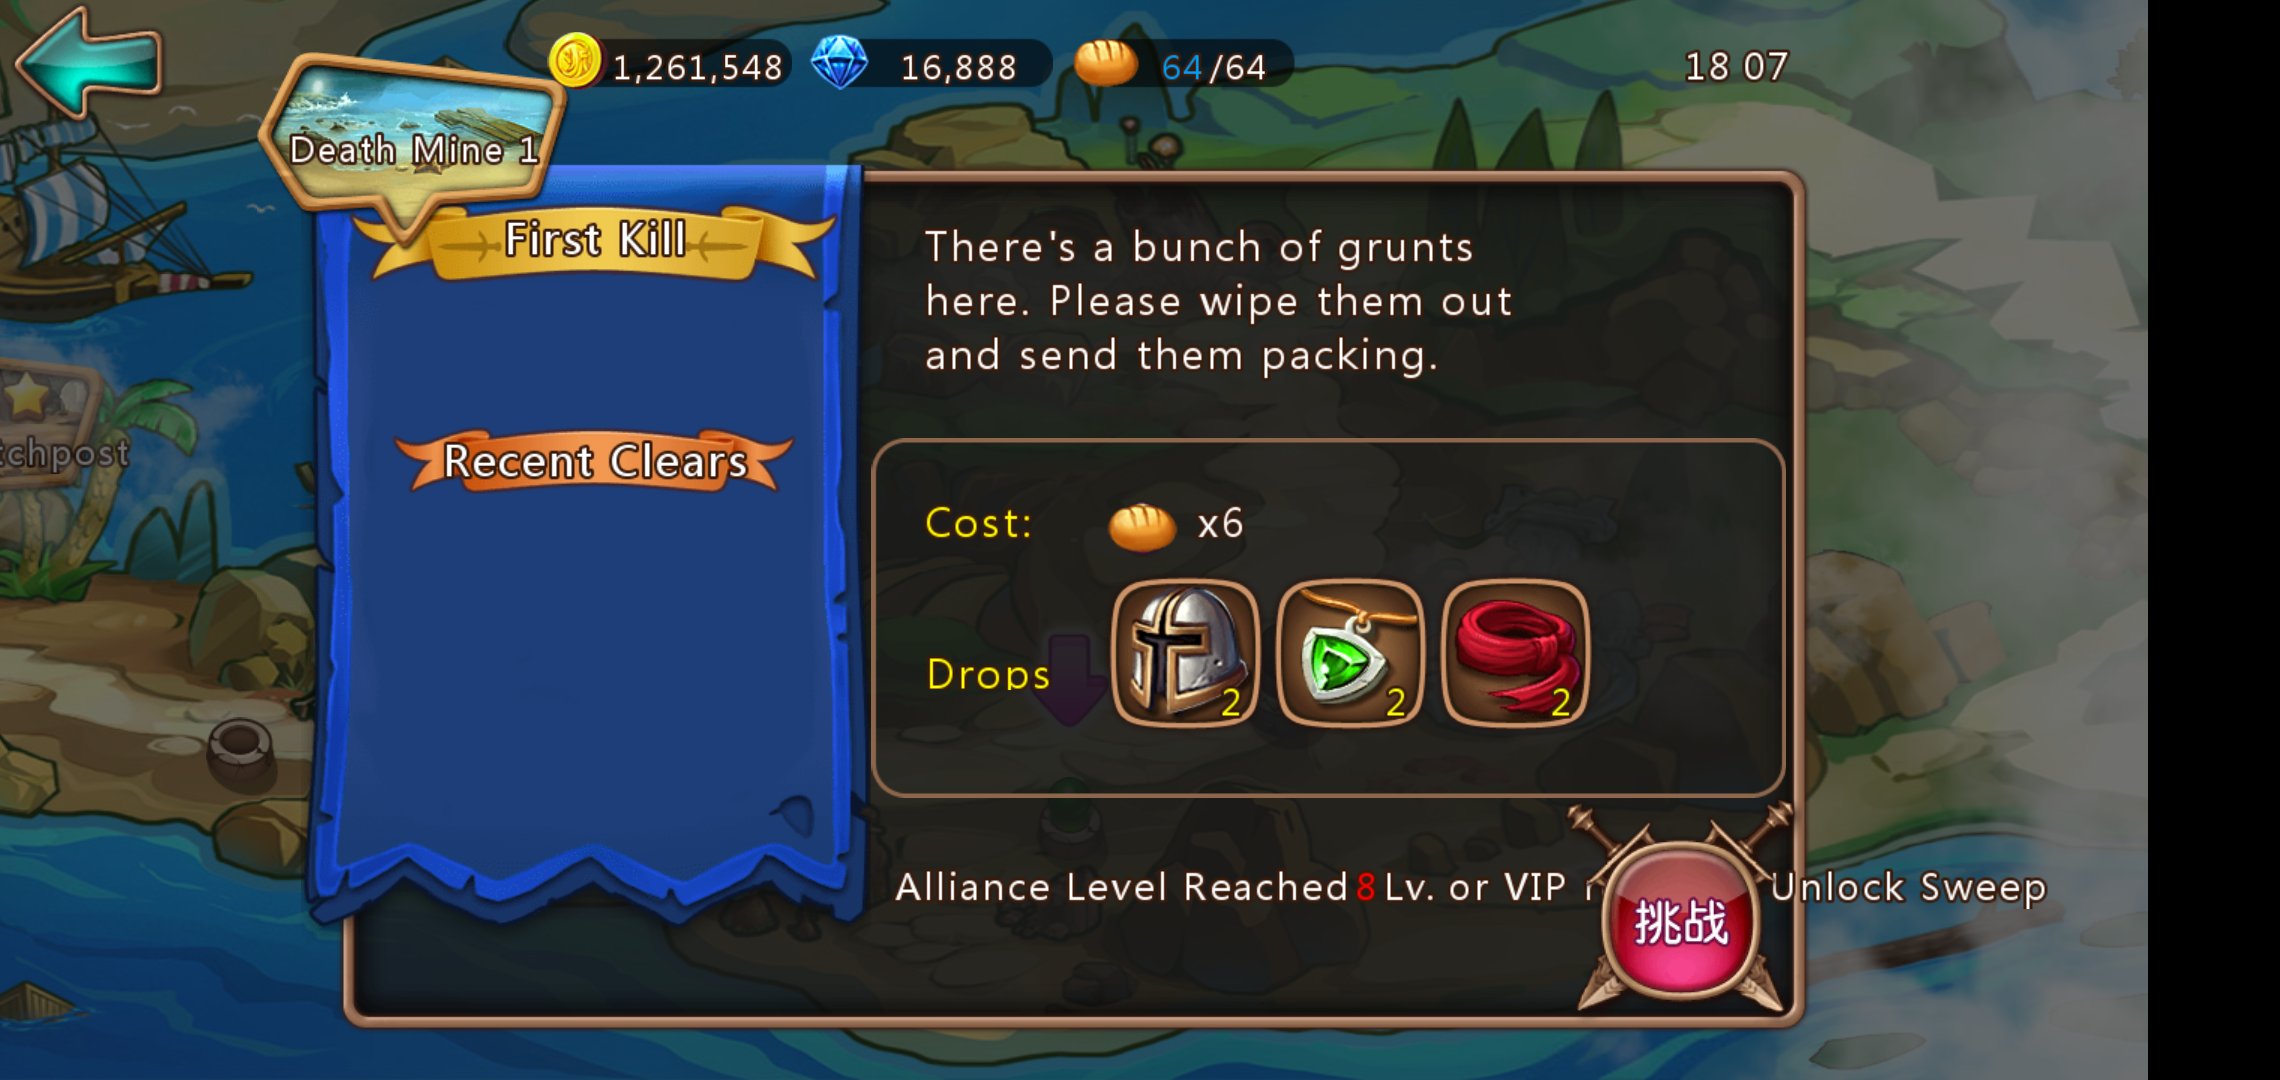 1,261,548
16,888
64/64
18 07
Death Mine 1
First Kill
There's a bunch of grunts
here. Please wipe them out
and send them packing.
Recent Clears
Cost:
x6
Drops
2
2
2
Alliance Level Reached 8 Lv. or VIP
Unlock Sweep
挑战